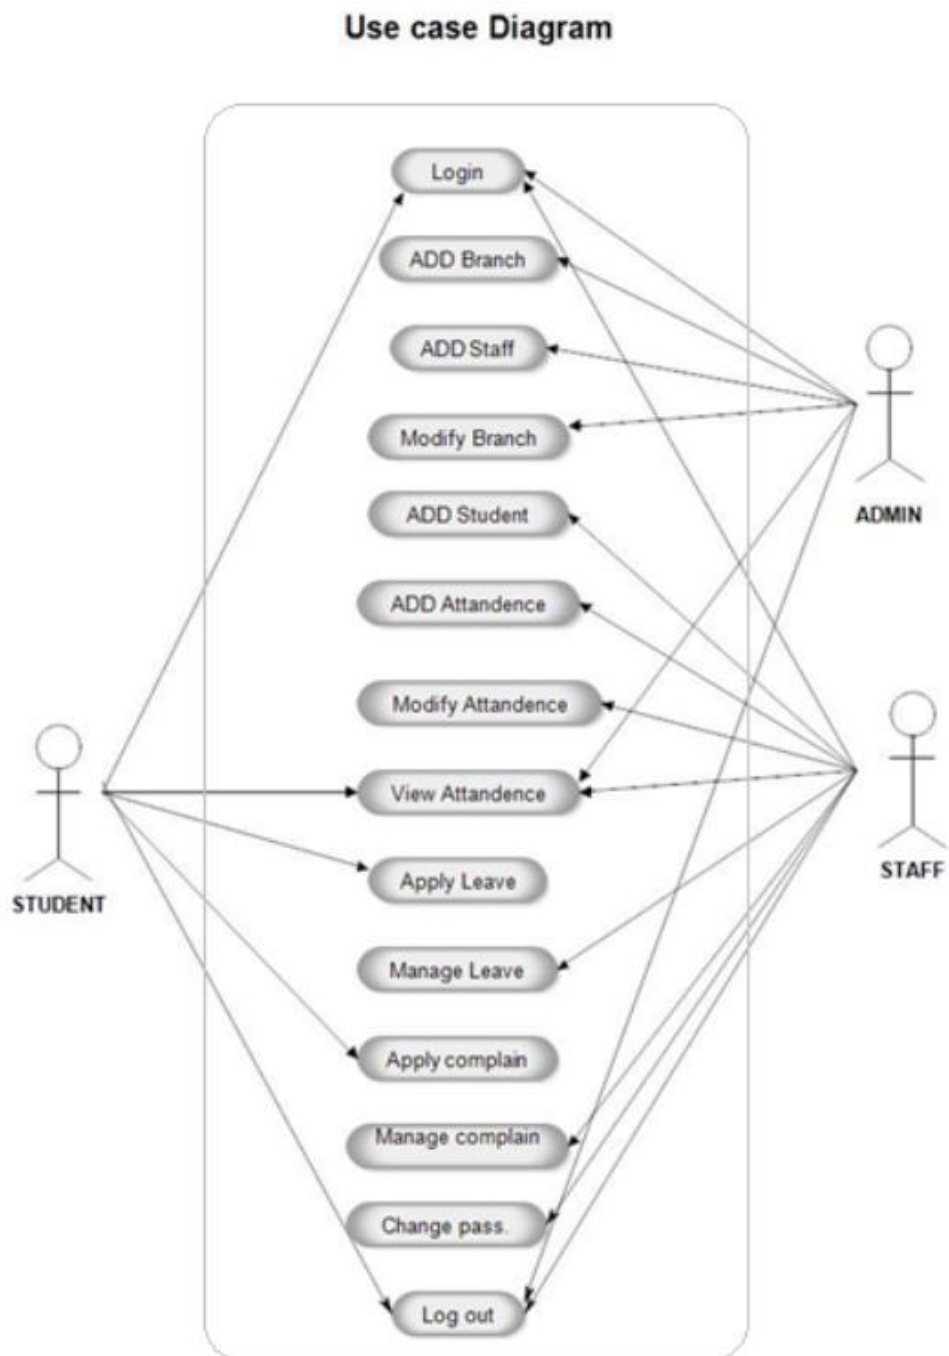 Use case Diagram
Login
ADD Branch
ADD Staff
Modify Branch
ADD Student
ADMIN
ADD Attandence
Modify Attandence
View Attandence
STAFF
Apply Leave
STUDENT
Manage Leave
Apply complain
Manage complain
Change pass.
Log out